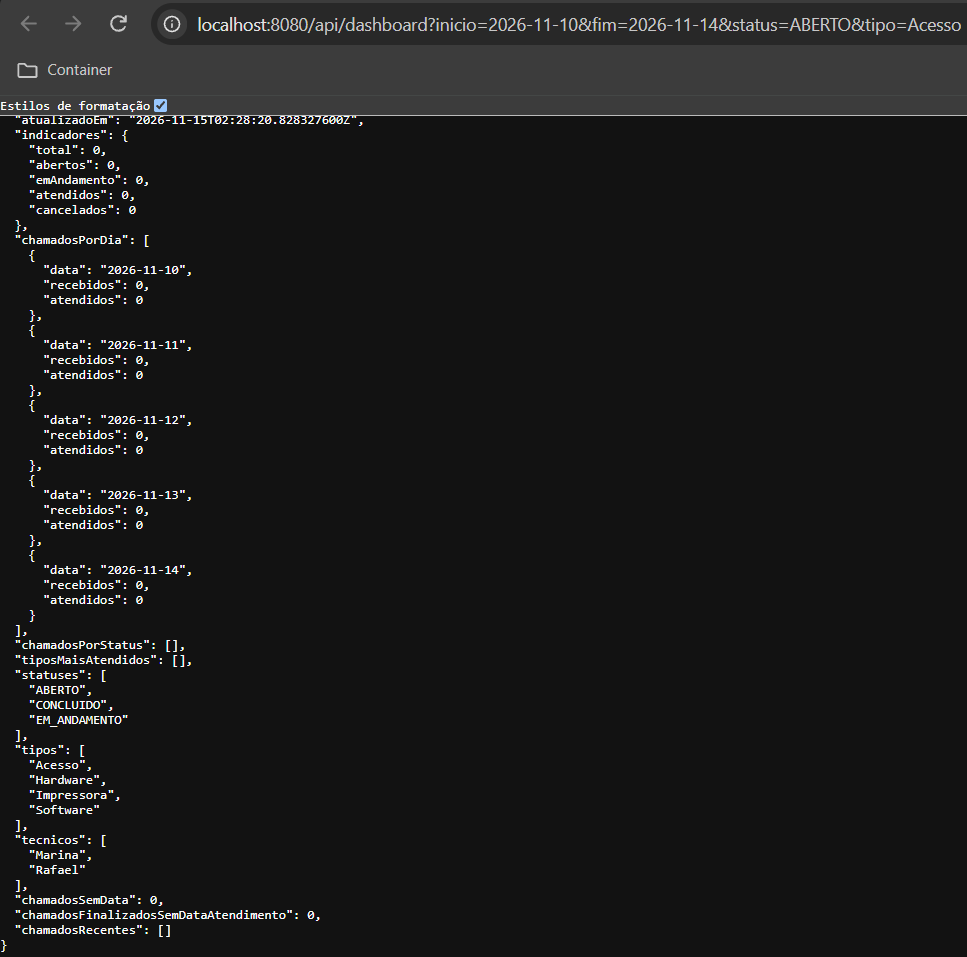 localhost:8080/api/dashboard?inicio=2026-11-10&fim=2026-11-14&status=ABERTO&tipo=Acesso
Container
Estilos de formatação
"atualizadoEm": "2026-11-15T02:28:20.828327600Z",
"indicadores": {
"total": 0,
"abertos": 0,
"emAndamento": 0,
"atendidos": 0,
"cancelados": 0
},
"chamadosPorDia": [
{
"data": "2026-11-10",
"recebidos": 0,
"atendidos": 0
},
{
"data": "2026-11-11",
"recebidos": 0,
"atendidos": 0
},
{
"data": "2026-11-12",
"recebidos": 0,
"atendidos": 0
},
{
"data": "2026-11-13",
"recebidos": 0,
"atendidos": 0
},
{
"data": "2026-11-14",
"recebidos": 0,
"atendidos": 0
}
],
"chamadosPorStatus": [],
"tiposMaisAtendidos": [],
"statuses": [
"ABERTO",
"CONCLUIDO",
"EM_ANDAMENTO"
],
"tipos": [
"Acesso",
"Hardware",
"Impressora",
"Software"
],
"tecnicos": [
"Marina",
"Rafael"
],
"chamadosSemData": 0,
"chamadosFinalizadosSemDataAtendimento": 0,
"chamadosRecentes": []
}